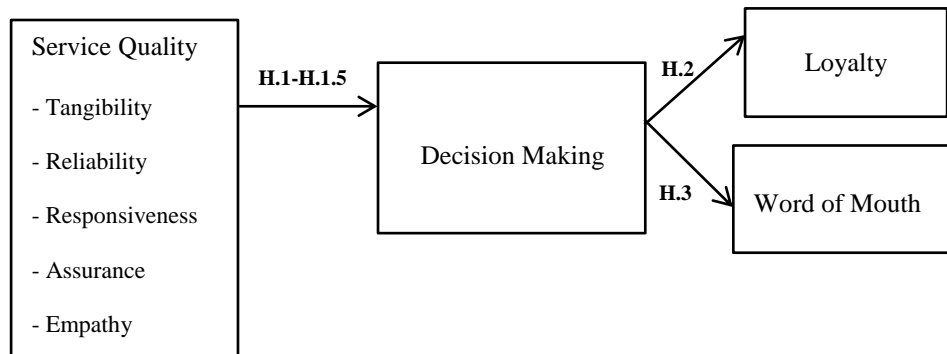 Service Quality
- Tangibility
- Reliability
- Responsiveness
- Assurance
- Empathy
H.1-H.1.5
Decision Making
H.2
H.3
Loyalty
Word of Mouth